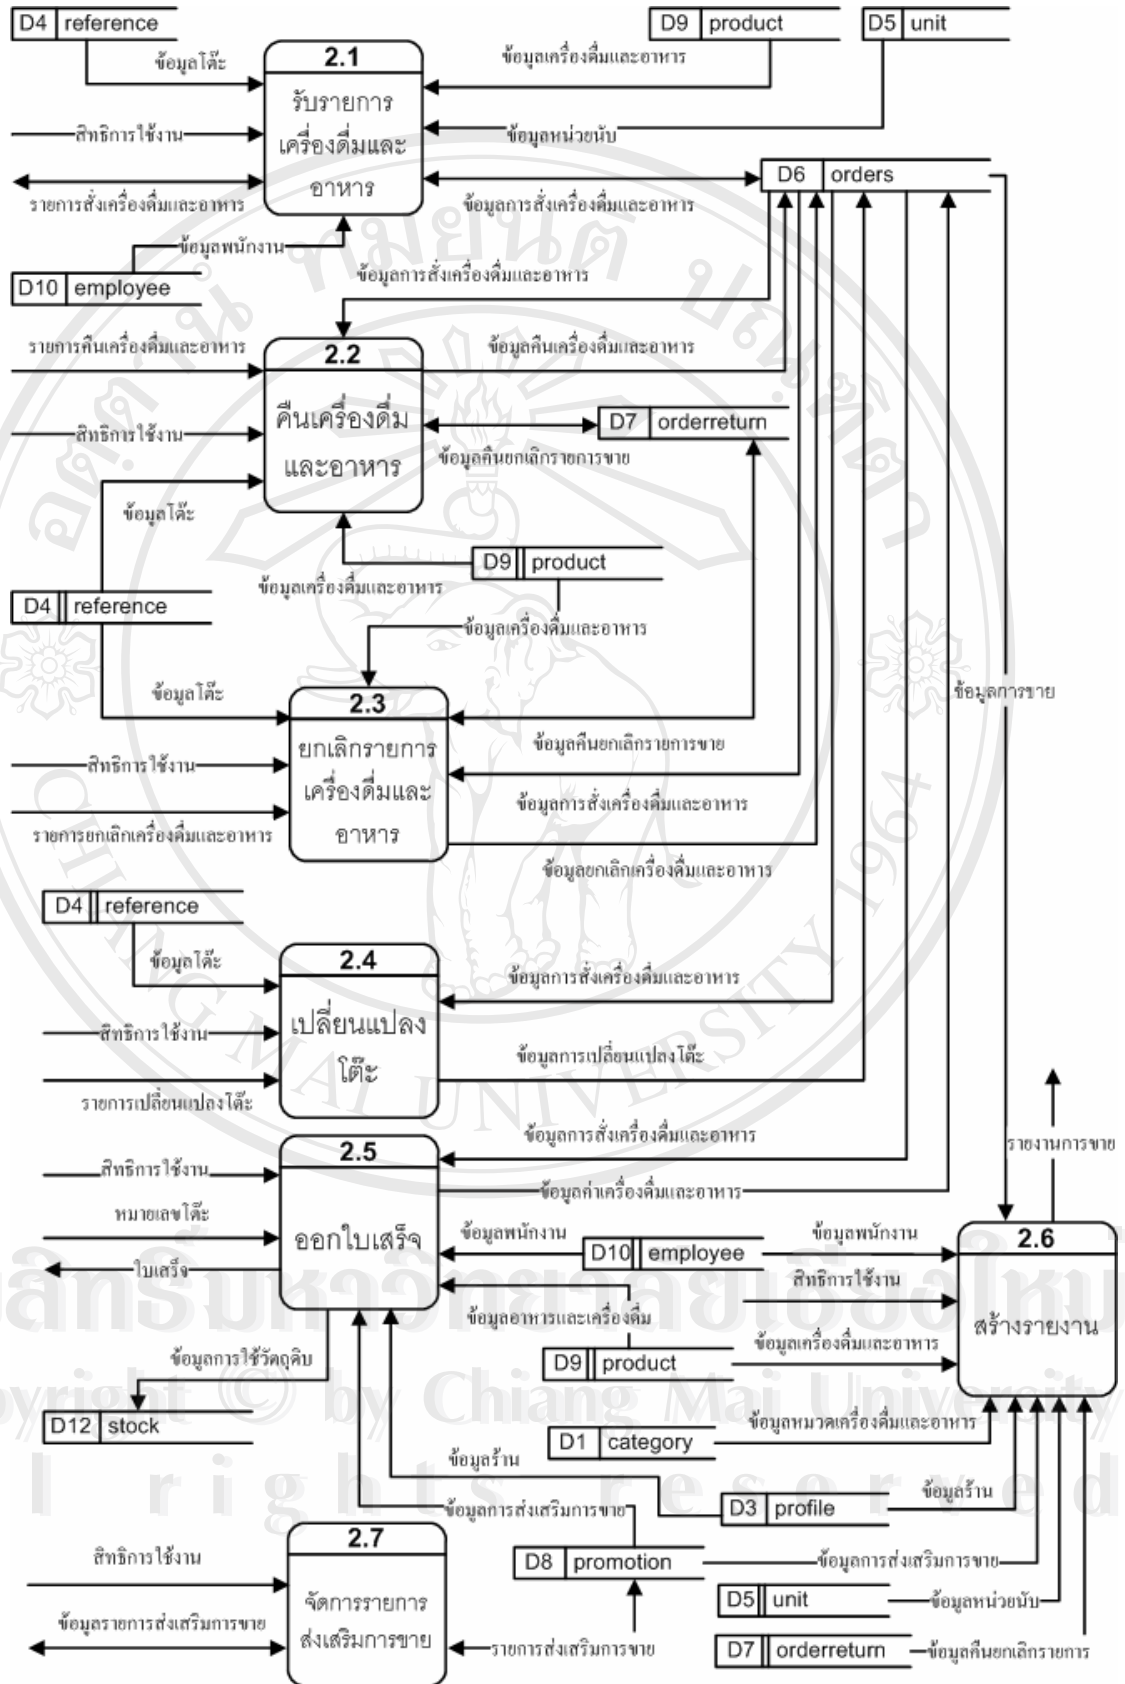 D4 reference
D9 product
D5 unit
ข้อมูลโต๊ะ
2.1
ข้อมูลเครื่องดื่มและอาหาร
รับรายการ
เครื่องดื่มและ
อาหาร
สิทธิการใช้งาน
ข้อมูลหน่วยนับ
D6 orders
รายการสั่งเครื่องดื่มและอาหาร
ข้อมูลการสั่งเครื่องดื่มและอาหาร
ข้อมูลพนักงาน
D10 employee
ข้อมูลการสั่งเครื่องดื่มและอาหาร
รายการคืนเครื่องดื่มและอาหาร
2.2
ข้อมูลคืนเครื่องดื่มและอาหาร
คืนเครื่องดื่ม
และอาหาร
สิทธิการใช้งาน
D7 orderreturn
ข้อมูลคืนยกเลิกรายการขาย
ข้อมูลโต๊ะ
D9 product
ข้อมูลเครื่องดื่มและอาหาร
D4 reference
ข้อมูลเครื่องดื่มและอาหาร
ข้อมูลโต๊ะ
2.3
ข้อมูลการขาย
ยกเลิกรายการ
เครื่องดื่มและ
อาหาร
ข้อมูลคืนยกเลิกรายการขาย
สิทธิการใช้งาน
ข้อมูลการสั่งเครื่องดื่มและอาหาร
รายการยกเลิกเครื่องดื่มและอาหาร
ข้อมูลยกเลิกเครื่องดื่มและอาหาร
D4 reference
ข้อมูลโต๊ะ
2.4
ข้อมูลการสั่งเครื่องดื่มและอาหาร
เปลี่ยนแปลง
โต๊ะ
สิทธิการใช้งาน
ข้อมูลการเปลี่ยนแปลงโต๊ะ
รายการเปลี่ยนแปลงโต๊ะ
ข้อมูลการสั่งเครื่องดื่มและอาหาร
รายงานการขาย
2.5
สิทธิการใช้งาน
ข้อมูลค่าเครื่องดื่มและอาหาร
หมายเลขโต๊ะ
ออกใบเสร็จ
ข้อมูลพนักงาน
D10 employee
ข้อมูลพนักงาน
2.6
สร้างรายงาน
ใบเสร็จ
สิทธิการใช้งาน
ข้อมูลอาหารและเครื่องดื่ม
ข้อมูลเครื่องดื่มและอาหาร
ข้อมูลการใช้วัตถุดิบ
D9 product
D12 stock
D1 category
ข้อมูลหมวดเครื่องดื่มและอาหาร
ข้อมูลร้าน
D3 profile
ข้อมูลร้าน
ข้อมูลการส่งเสริมการขาย
2.7
จัดการรายการ
ส่งเสริมการขาย
สิทธิการใช้งาน
D8 promotion
ข้อมูลการส่งเสริมการขาย
D5 unit
ข้อมูลหน่วยนับ
ข้อมูลรายการส่งเสริมการขาย
รายการส่งเสริมการขาย
D7 orderreturn
ข้อมูลคืนยกเลิกรายการ
CHIANG MAI UNIVERSITY 1964
by Chiang Mai University
rights reserved